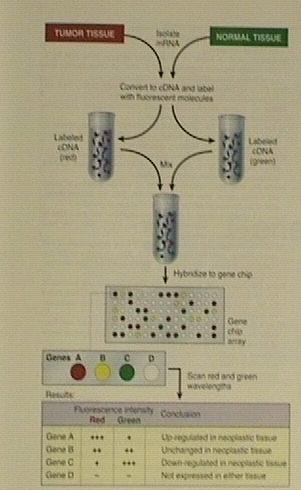 TUMOR TISSUE
Isolate
mRNA
NORMAL TISSUE
Convert to cDNA and label
with fluorescent molecules
Labeled
cDNA
(red)
Labeled
cDNA
(green)
Mix
Hybridize to gene chip
Gene
chip
array
Genes A B C D
Scan red and green
wavelengths
Results:
Fluorescence intensity
Red Green Conclusion
Gene A +++ + Up-regulated in neoplastic tissue
Gene B ++ ++ Unchanged in neoplastic tissue
Gene C + +++ Down-regulated in neoplastic tissue
Gene D – – Not expressed in either tissue